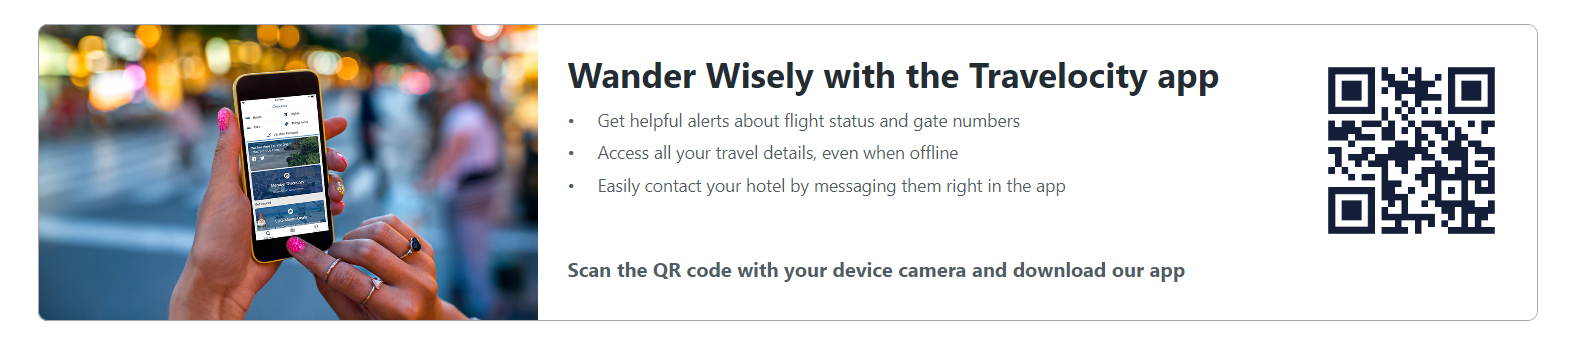 Wander Wisely with the Travelocity app
• Get helpful alerts about flight status and gate numbers
• Access all your travel details, even when offline
• Easily contact your hotel by messaging them right in the app
Scan the QR code with your device camera and download our app